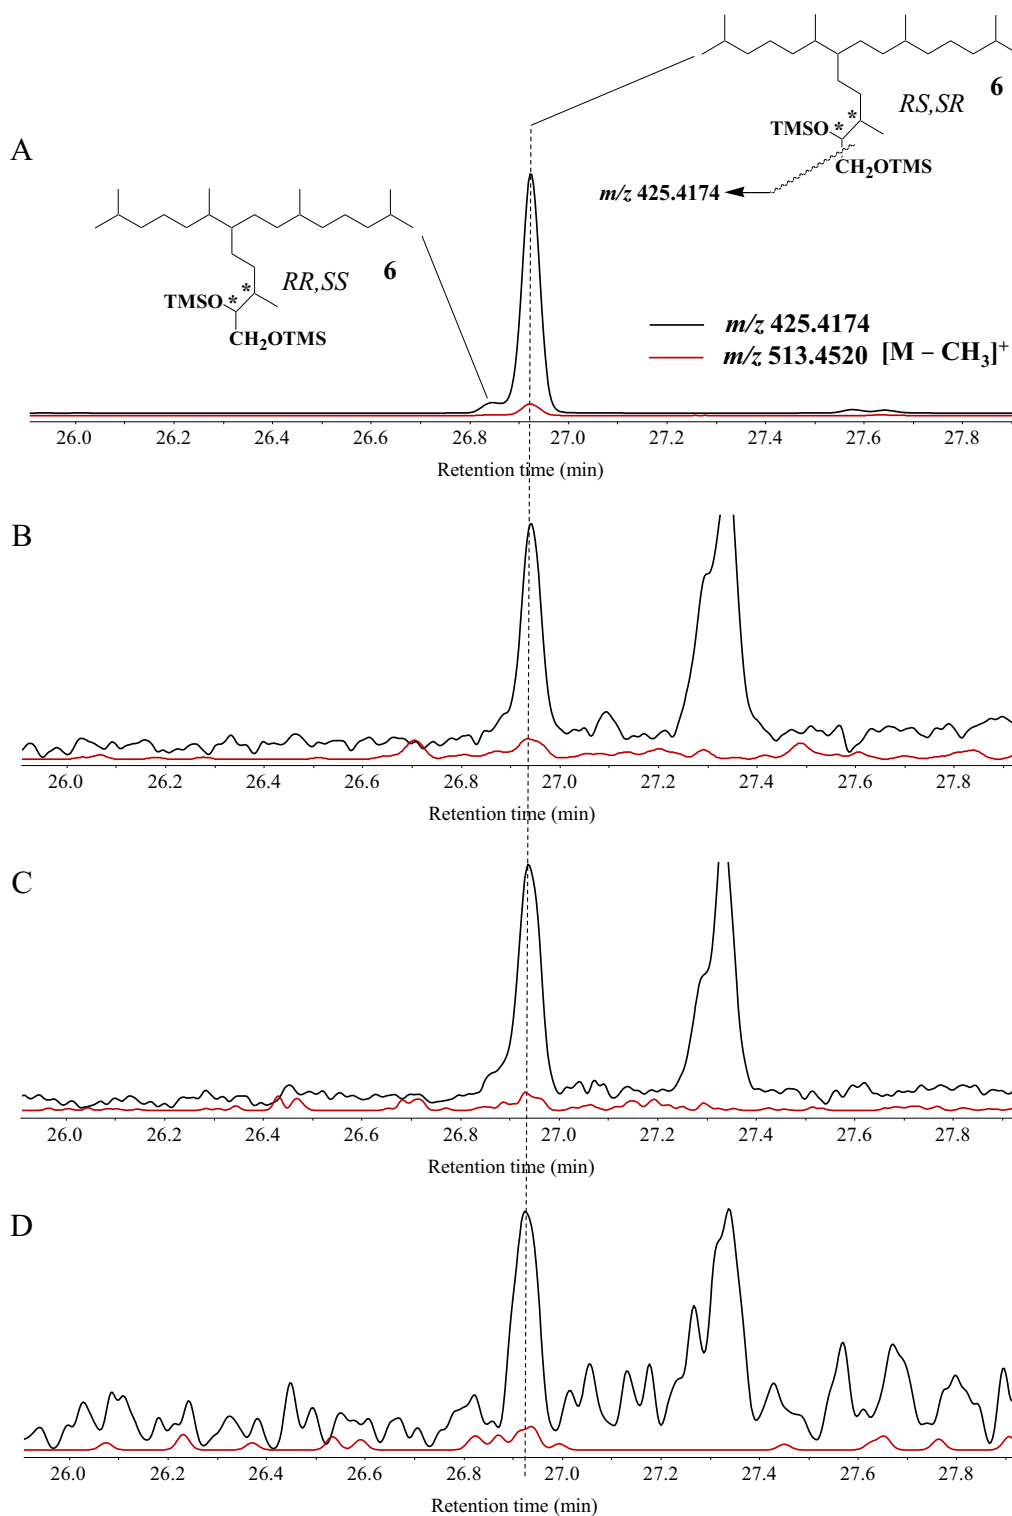 6
RS,SR
* *
TMSO
CH2OTMS
m/z 425.4174
A
6
RR,SS
* *
TMSO
CH2OTMS
m/z 425.4174
m/z 513.4520 [M – CH3]+
26.0 26.2 26.4 26.6 26.8 27.0 27.2 27.4 27.6 27.8
Retention time (min)
B
26.0 26.2 26.4 26.6 26.8 27.0 27.2 27.4 27.6 27.8
Retention time (min)
C
26.0 26.2 26.4 26.6 26.8 27.0 27.2 27.4 27.6 27.8
Retention time (min)
D
26.0 26.2 26.4 26.6 26.8 27.0 27.2 27.4 27.6 27.8
Retention time (min)